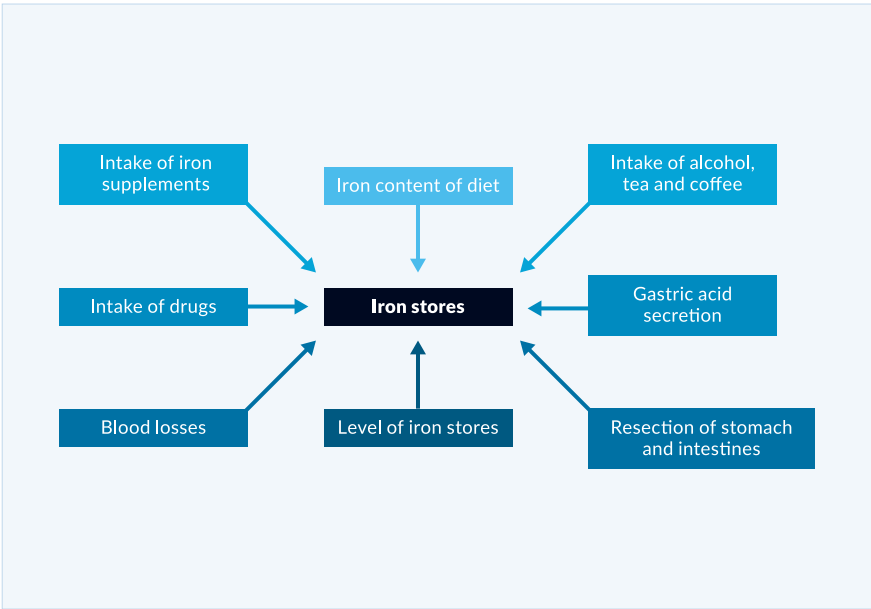 Intake of iron
supplements
Iron content of diet
Intake of alcohol,
tea and coffee
Intake of drugs
Iron stores
Gastric acid
secretion
Blood losses
Level of iron stores
Resection of stomach
and intestines